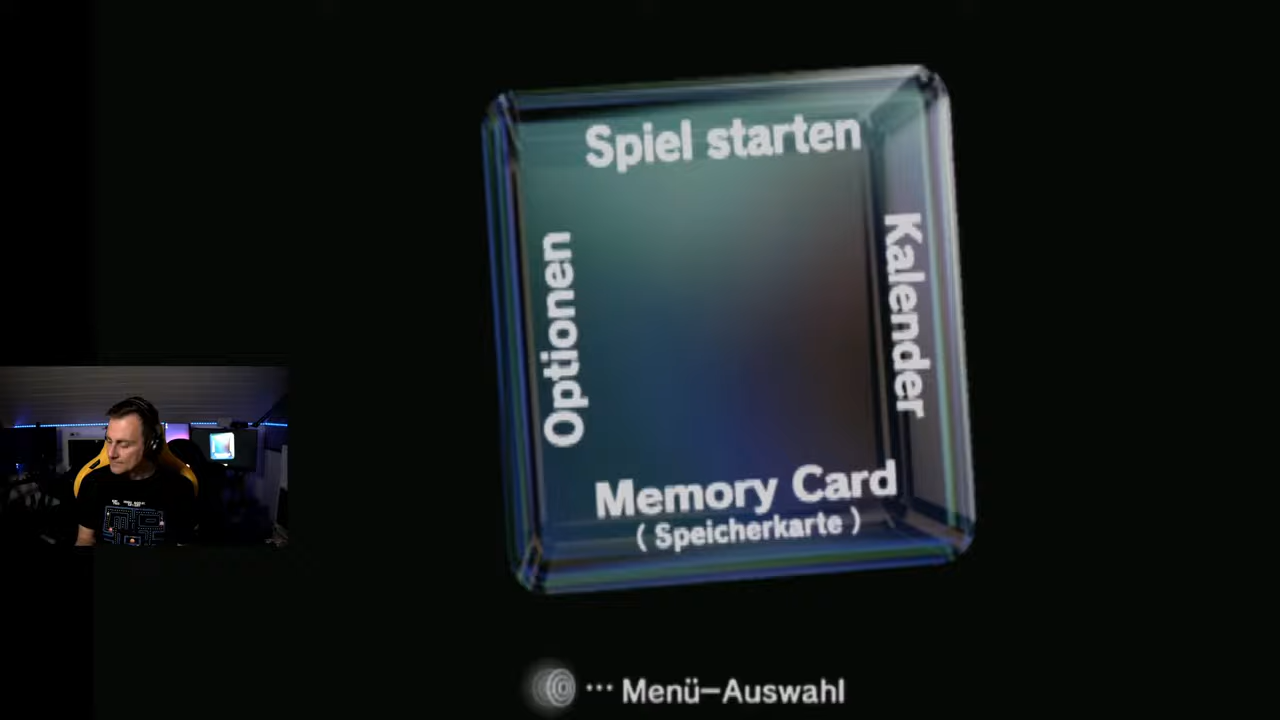 Spiel starten
Optionen
Kalender
Memory Card
( Speicherkarte )
... Menü-Auswahl